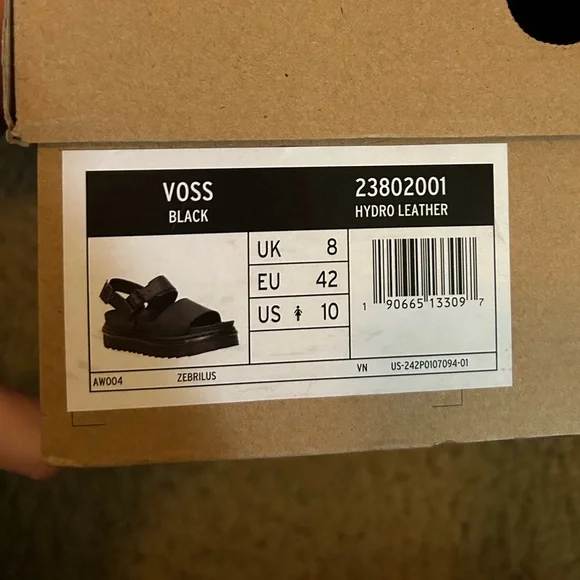 VOSS
BLACK
23802001
HYDRO LEATHER
UK 8
EU 42
US 10
1 90665 13309 7
AW004 ZEBRILUS VN US-242P0107094-01